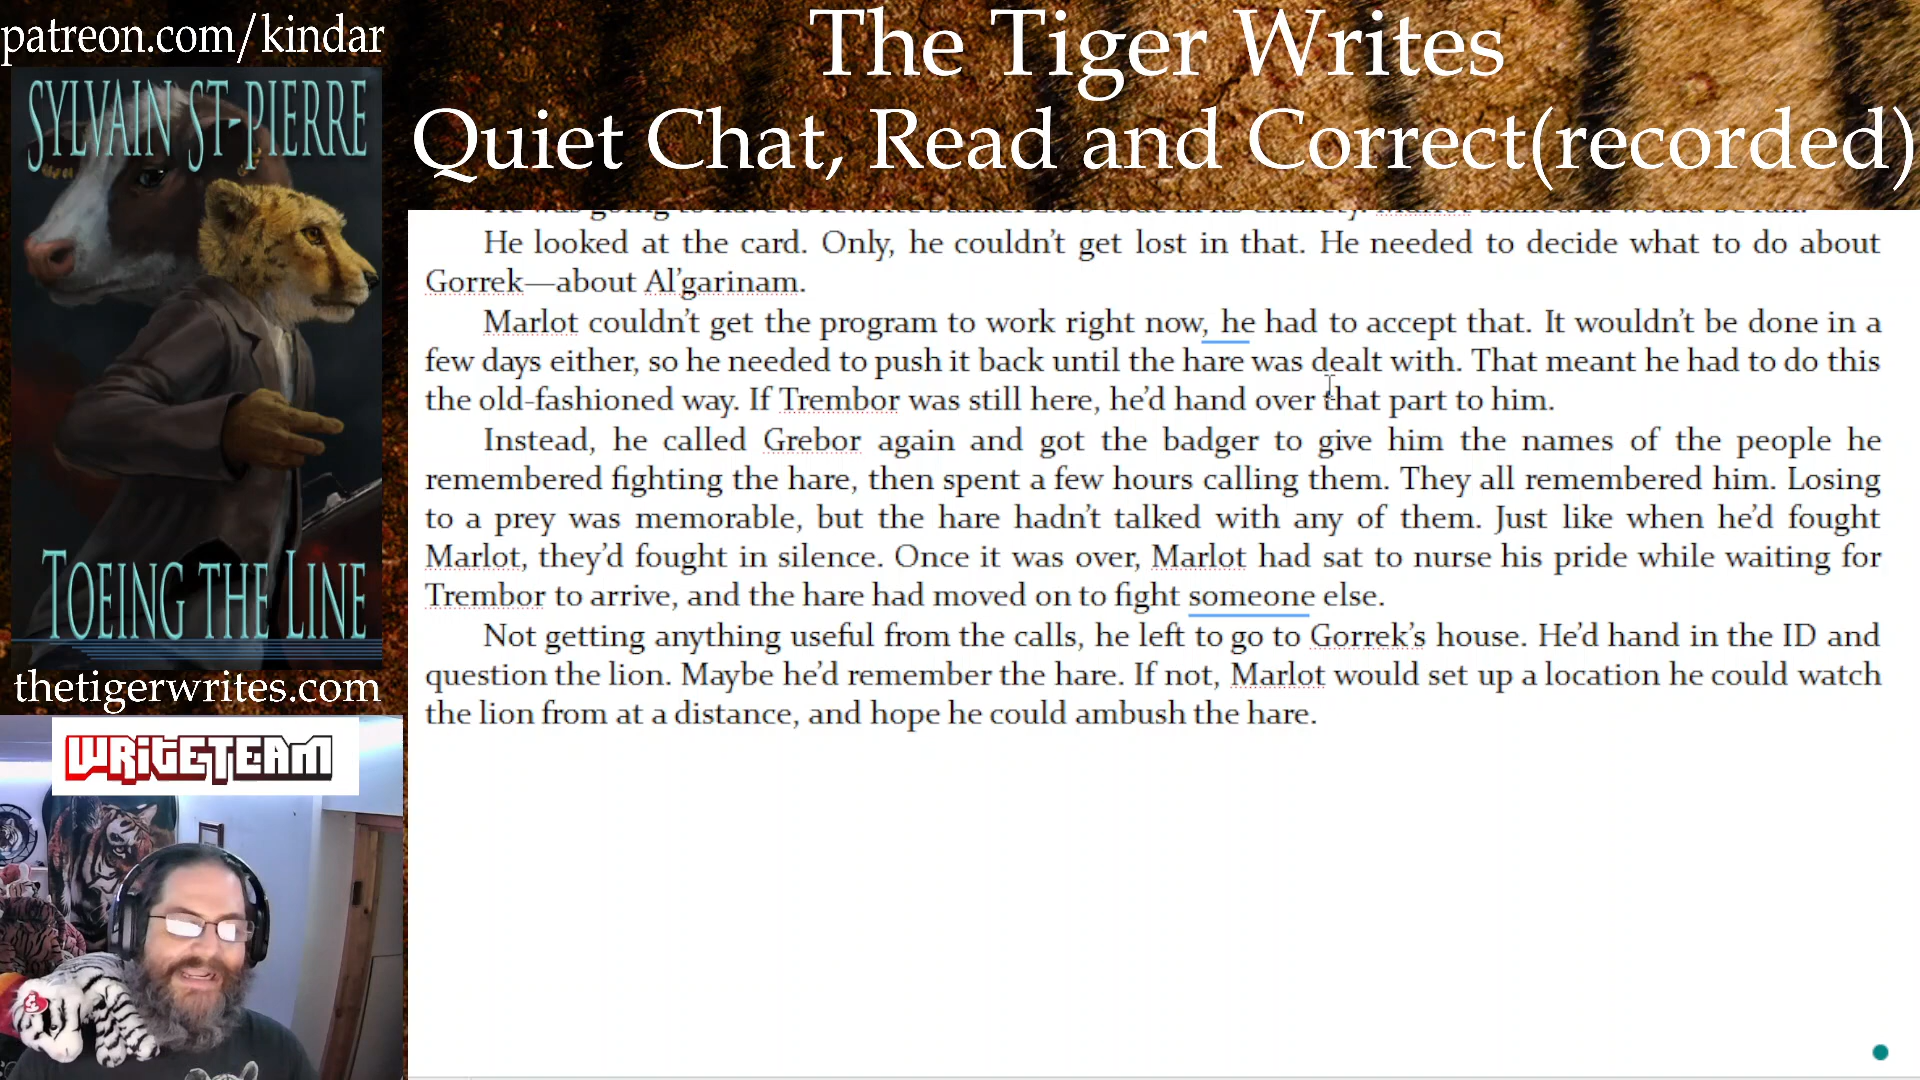 patreon.com/kindar
SYLVAIN ST-PIERRE
TOEING THE LINE
thetigerwrites.com
WRITETEAM
The Tiger Writes
Quiet Chat, Read and Correct(recorded)
He looked at the card. Only, he couldn’t get lost in that. He needed to decide what to do about
Gorrek—about Al’garinam.
Marlot couldn’t get the program to work right now, he had to accept that. It wouldn’t be done in a
few days either, so he needed to push it back until the hare was dealt with. That meant he had to do this
the old-fashioned way. If Trembor was still here, he’d hand over that part to him.
Instead, he called Grebor again and got the badger to give him the names of the people he
remembered fighting the hare, then spent a few hours calling them. They all remembered him. Losing
to a prey was memorable, but the hare hadn’t talked with any of them. Just like when he’d fought
Marlot, they’d fought in silence. Once it was over, Marlot had sat to nurse his pride while waiting for
Trembor to arrive, and the hare had moved on to fight someone else.
Not getting anything useful from the calls, he left to go to Gorrek’s house. He’d hand in the ID and
question the lion. Maybe he’d remember the hare. If not, Marlot would set up a location he could watch
the lion from at a distance, and hope he could ambush the hare.